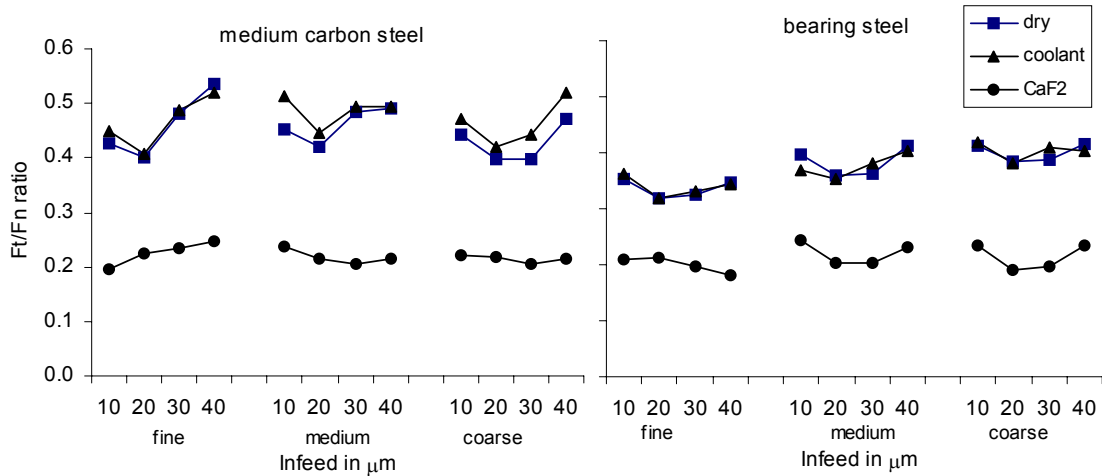 medium carbon steel
bearing steel
dry
coolant
CaF2
Ft/Fn ratio
0.6
0.5
0.4
0.3
0.2
0.1
0.0
10 20 30 40 10 20 30 40 10 20 30 40
fine medium coarse
Infeed in μm
10 20 30 40 10 20 30 40 10 20 30 40
fine medium coarse
Infeed in μm